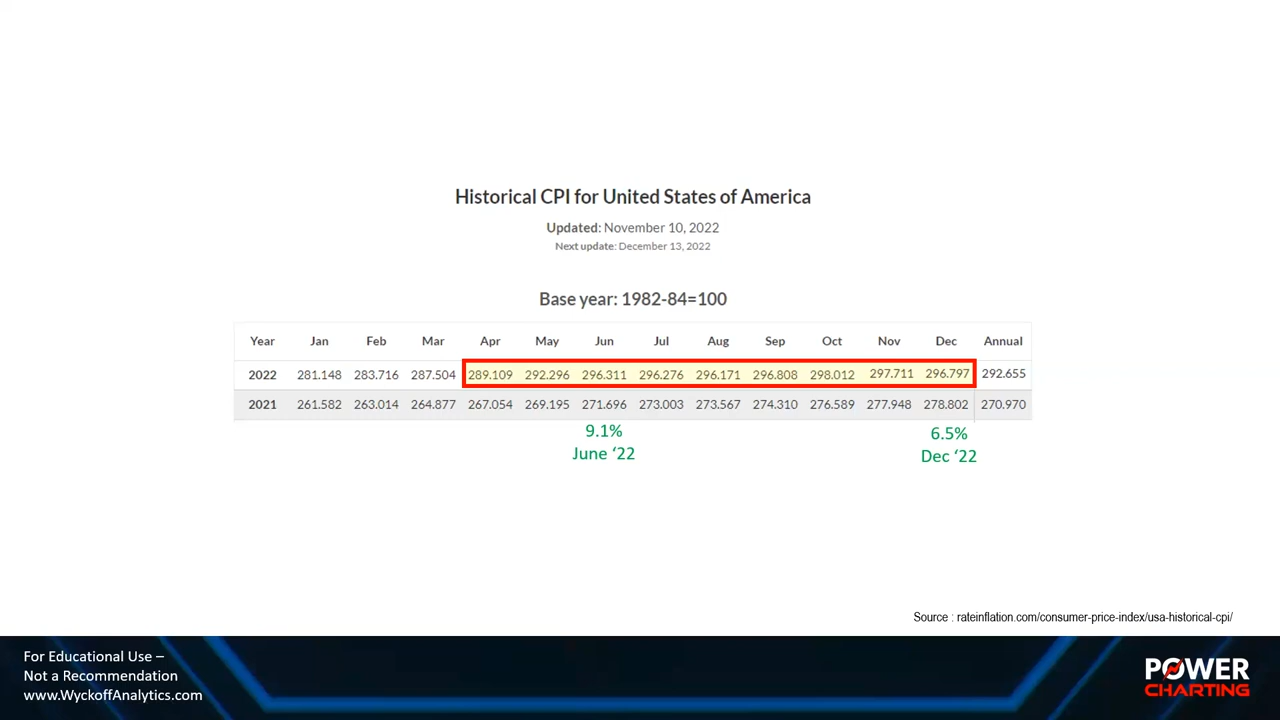 Historical CPI for United States of America
Updated: November 10, 2022
Next update: December 13, 2022
Base year: 1982-84=100
Year Jan Feb Mar Apr May Jun Jul Aug Sep Oct Nov Dec Annual
2022 281.148 283.716 287.504 289.109 292.296 296.311 296.276 296.171 296.808 298.012 297.711 296.797 292.655
2021 261.582 263.014 264.877 267.054 269.195 271.696 273.003 273.567 274.310 276.589 277.948 278.802 270.970
9.1% 6.5%
June ‘22 Dec ‘22
Source : rateinflation.com/consumer-price-index/usa-historical-cpi/
For Educational Use –
Not a Recommendation
www.WyckoffAnalytics.com
POWER
CHARTING